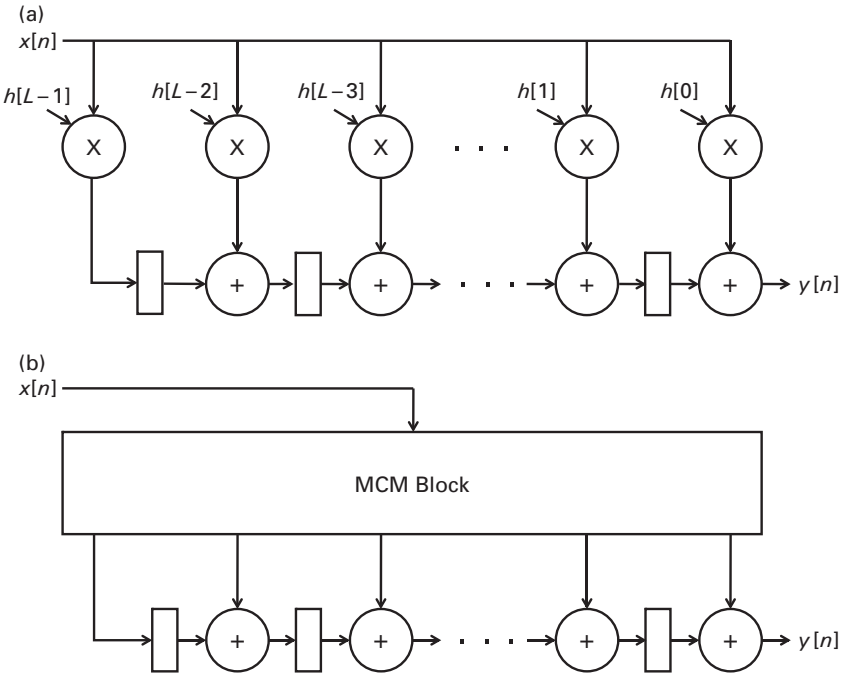 (a)
x[n]
h[L−1] h[L−2] h[L−3] h[1] h[0]
X X X . . . X X
+ + . . . + + y[n]
(b)
x[n]
MCM Block
+ + . . . + + y[n]